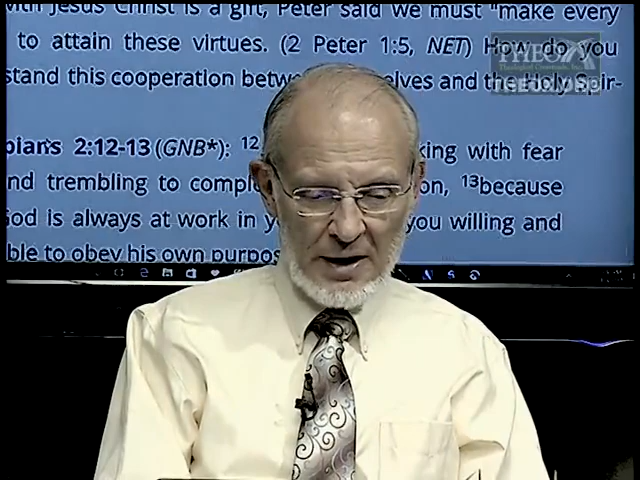 with Jesus Christ is a gift, Peter said we must "make every
to attain these virtues. (2 Peter 1:5, NET) How do you
stand this cooperation betw elves and the Holy Spir-
THEO
pians 2:12-13 (GNB*): 12 king with fear
nd trembling to compl on, 13because
God is always at work in y you willing and
ble to obey his own purpos